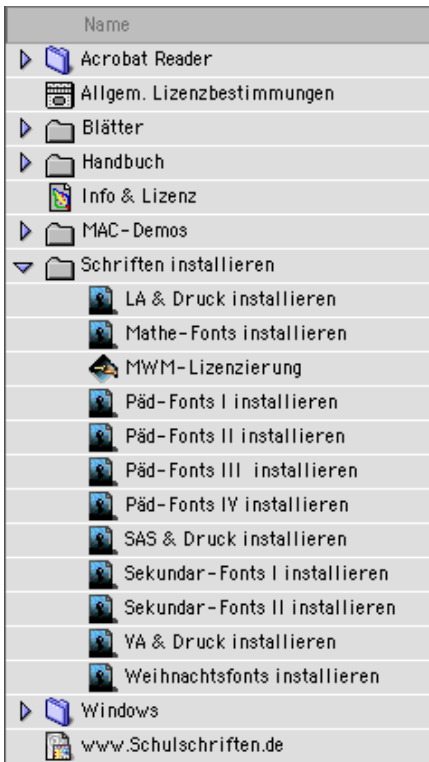 Name
Acrobat Reader
Allgem. Lizenzbestimmungen
Blätter
Handbuch
Info & Lizenz
MAC-Demos
Schriften installieren
LA & Druck installieren
Mathe-Fonts installieren
MWM-Lizenzierung
Päd-Fonts I installieren
Päd-Fonts II installieren
Päd-Fonts III  installieren
Päd-Fonts IV installieren
SAS & Druck installieren
Sekundar-Fonts I installieren
Sekundar-Fonts II installieren
VA & Druck installieren
Weihnachtsfonts installieren
Windows
www.Schulschriften.de